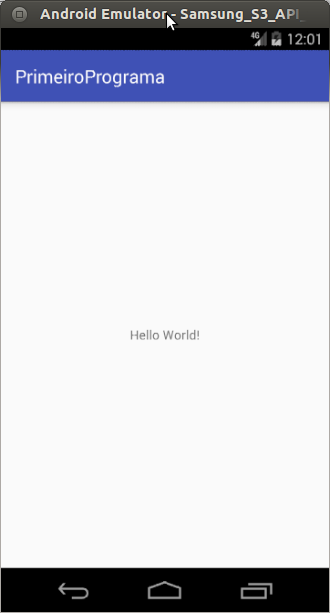 Android Emulator - Samsung_S3_API_
4G 12:01
PrimeiroPrograma
Hello World!